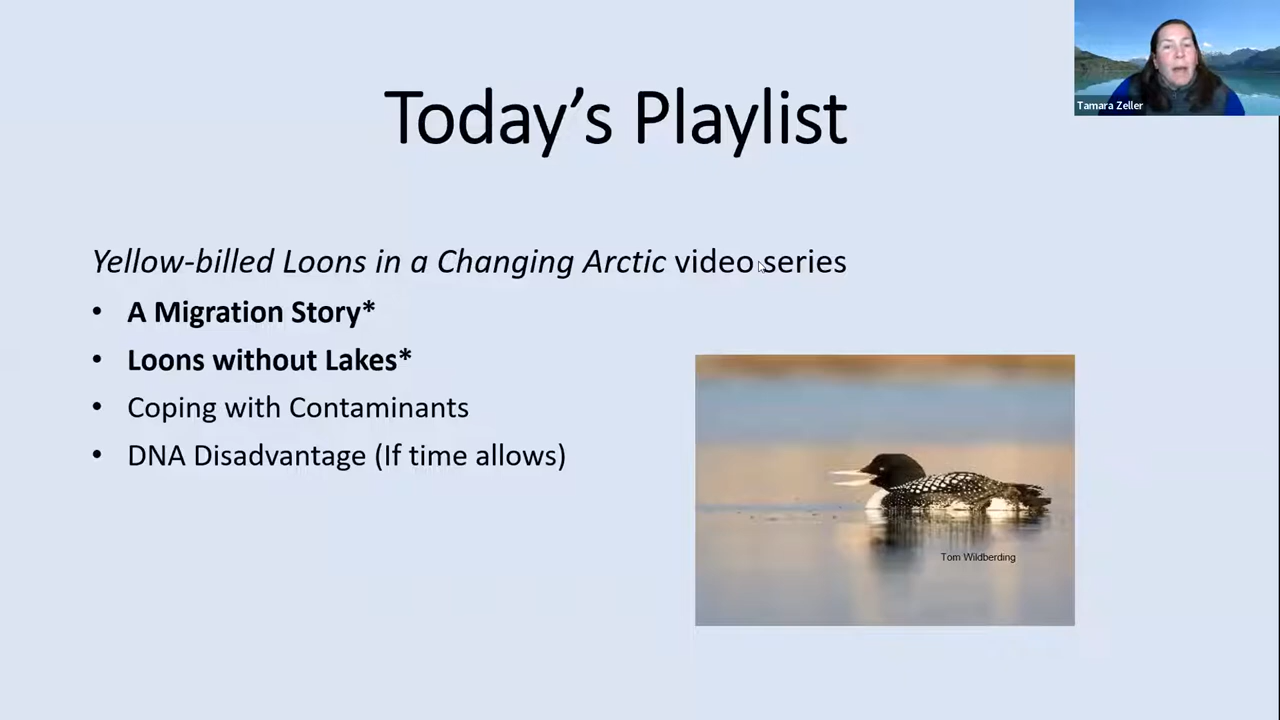 Today's Playlist
Tamara Zeller
Yellow-billed Loons in a Changing Arctic video series
• A Migration Story*
• Loons without Lakes*
• Coping with Contaminants
• DNA Disadvantage (If time allows)
Tom Wildberding